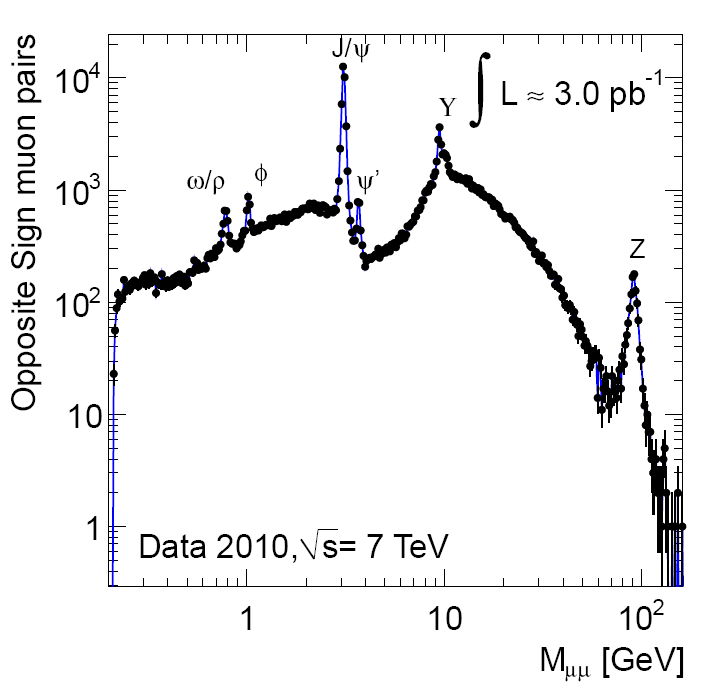 Opposite Sign muon pairs
10⁴
10³
10²
10
1
J/ψ
ω/ρ
ϕ
ψ'
Υ
∫ L ≈ 3.0 pb⁻¹
Z
Data 2010,√s= 7 TeV
1
10
10²
M_μμ [GeV]